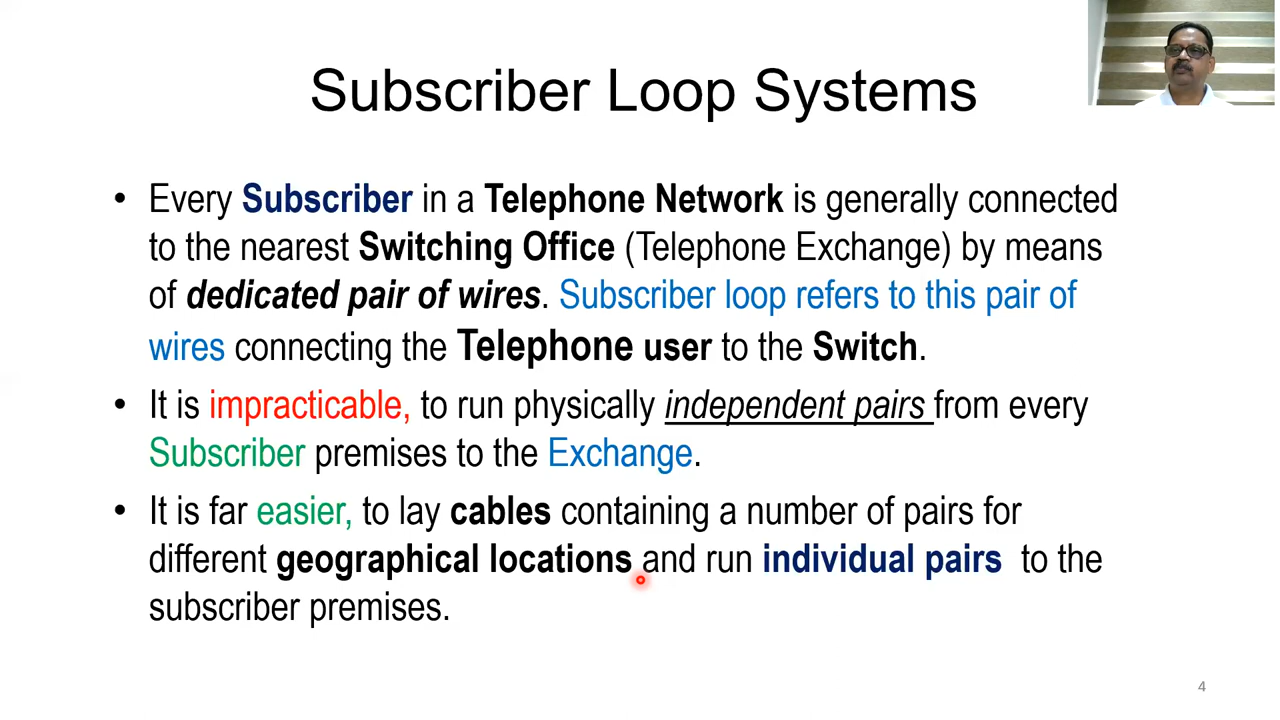 Subscriber Loop Systems
• Every Subscriber in a Telephone Network is generally connected
to the nearest Switching Office (Telephone Exchange) by means
of dedicated pair of wires. Subscriber loop refers to this pair of
wires connecting the Telephone user to the Switch.
• It is impracticable, to run physically independent pairs from every
Subscriber premises to the Exchange.
• It is far easier, to lay cables containing a number of pairs for
different geographical locations and run individual pairs to the
subscriber premises.
4